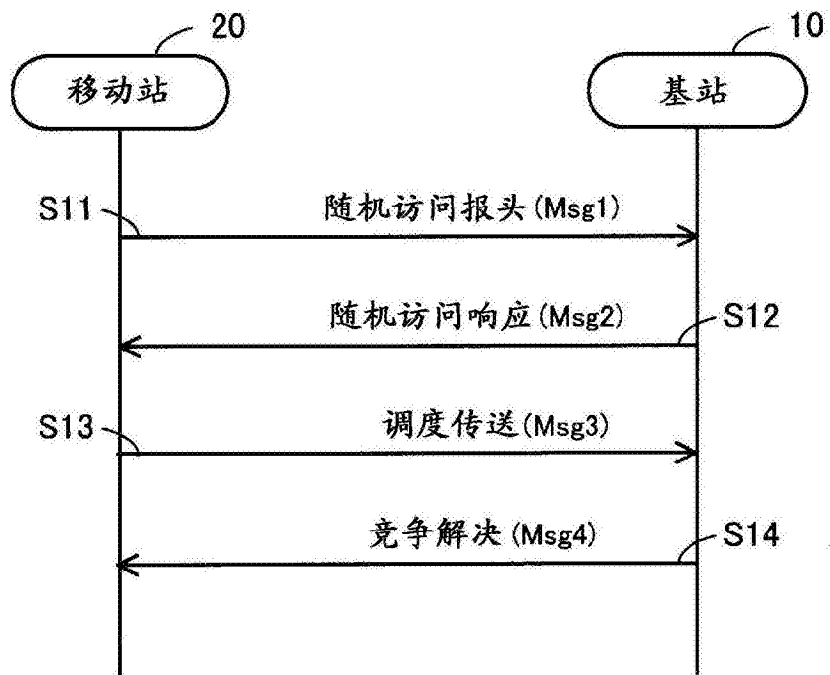 20
10
移动站
基站
S11
随机访问报头(Msg1)
随机访问响应(Msg2)
S12
S13
调度传送(Msg3)
竞争解决(Msg4)
S14